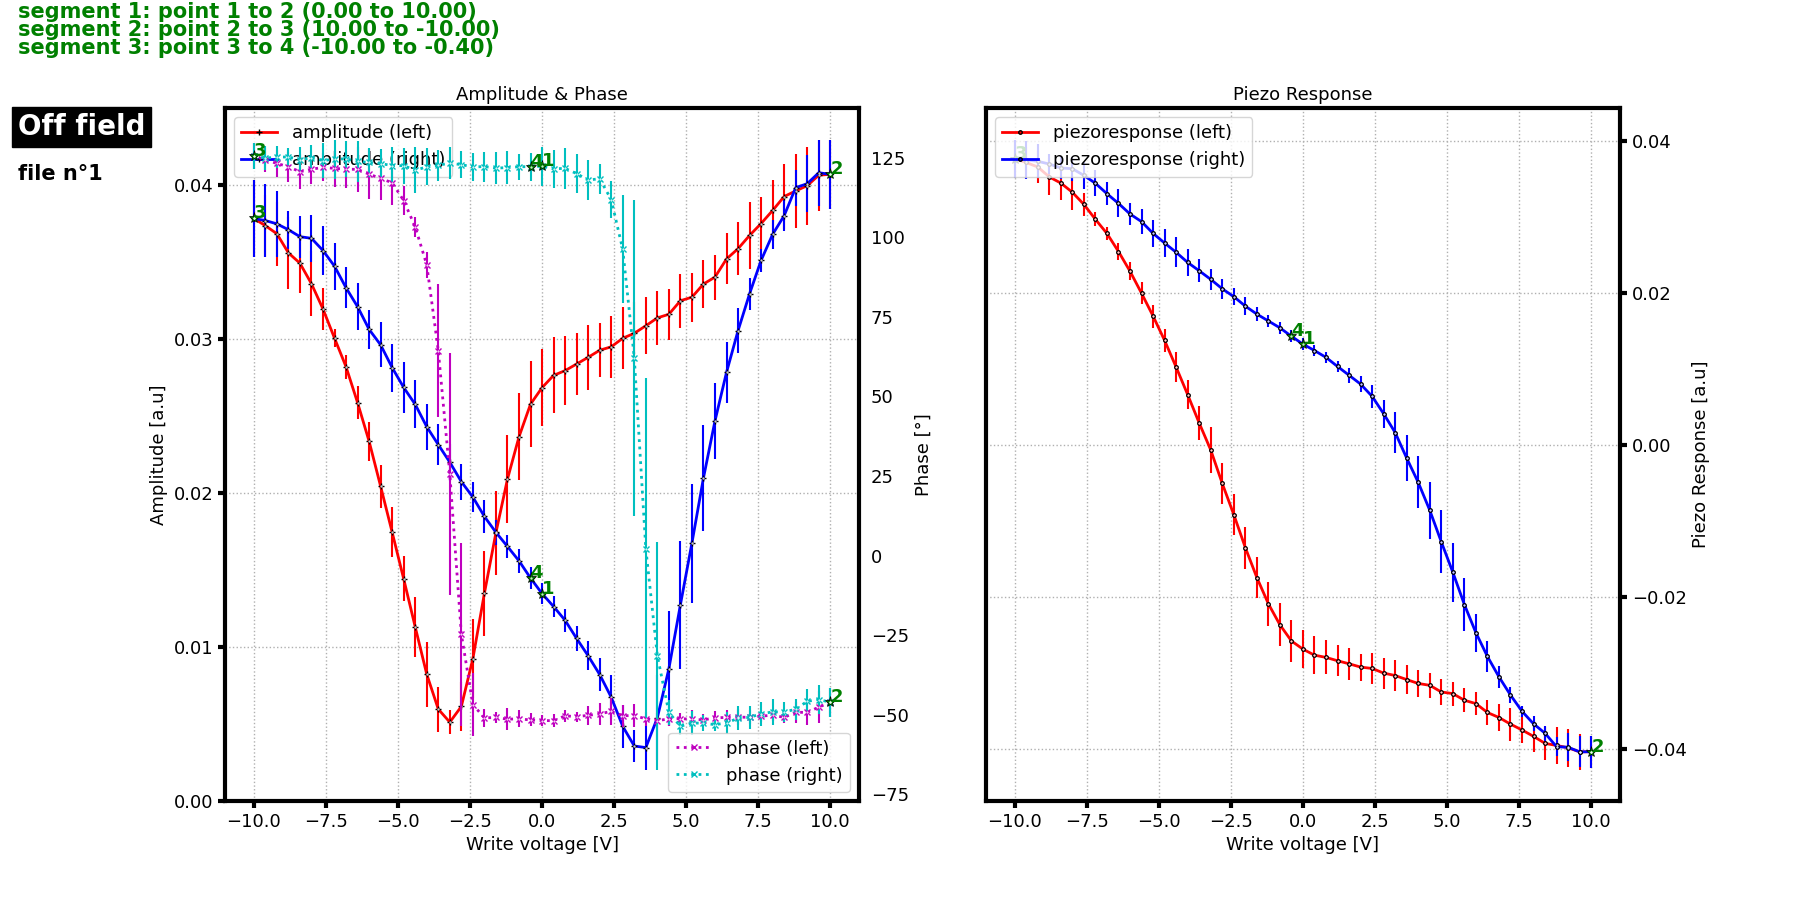 segment 1: point 1 to 2 (0.00 to 10.00)
segment 2: point 2 to 3 (10.00 to -10.00)
segment 3: point 3 to 4 (-10.00 to -0.40)
Off field
file n°1
Amplitude & Phase
amplitude (left)
amplitude (right)
phase (left)
phase (right)
3
4
1
2
3
4
1
2
0.04
0.03
0.02
0.01
0.00
Amplitude [a.u]
125
100
75
50
25
0
−25
−50
−75
Phase [°]
−10.0 −7.5 −5.0 −2.5 0.0 2.5 5.0 7.5 10.0
Write voltage [V]
Piezo Response
piezoresponse (left)
piezoresponse (right)
3
4
1
2
0.04
0.02
0.00
−0.02
−0.04
Piezo Response [a.u]
−10.0 −7.5 −5.0 −2.5 0.0 2.5 5.0 7.5 10.0
Write voltage [V]